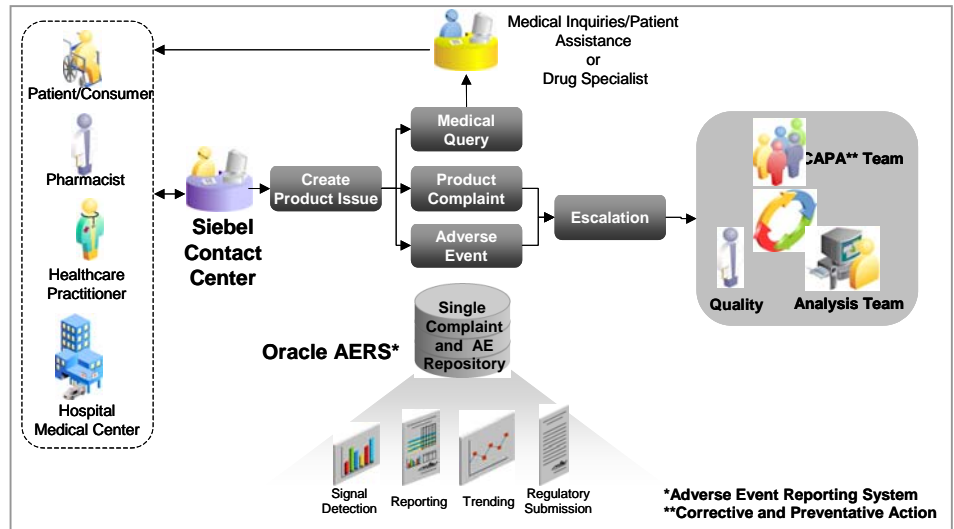 Medical Inquiries/Patient
Assistance
or
Drug Specialist
Patient/Consumer
Pharmacist
Healthcare
Practitioner
Hospital
Medical Center
Siebel
Contact
Center
Create
Product Issue
Medical
Query
Product
Complaint
Adverse
Event
Escalation
CAPA** Team
Quality
Analysis Team
Oracle AERS*
Single
Complaint
and AE
Repository
Signal
Detection
Reporting
Trending
Regulatory
Submission
*Adverse Event Reporting System
**Corrective and Preventative Action